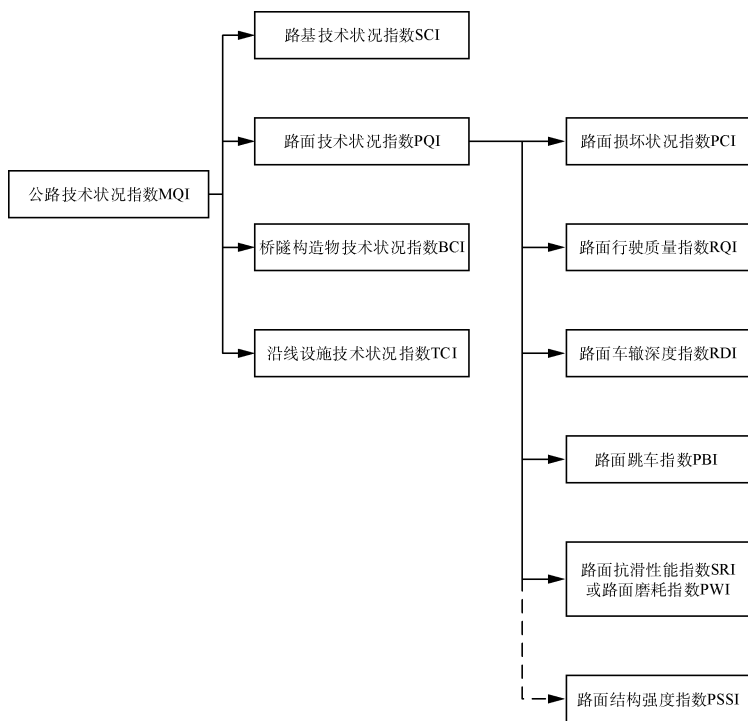 公路技术状况指数MQI
路基技术状况指数SCI
路面技术状况指数PQI
桥隧构造物技术状况指数BCI
沿线设施技术状况指数TCI
路面损坏状况指数PCI
路面行驶质量指数RQI
路面车辙深度指数RDI
路面跳车指数PBI
路面抗滑性能指数SRI
或路面磨耗指数PWI
路面结构强度指数PSSI